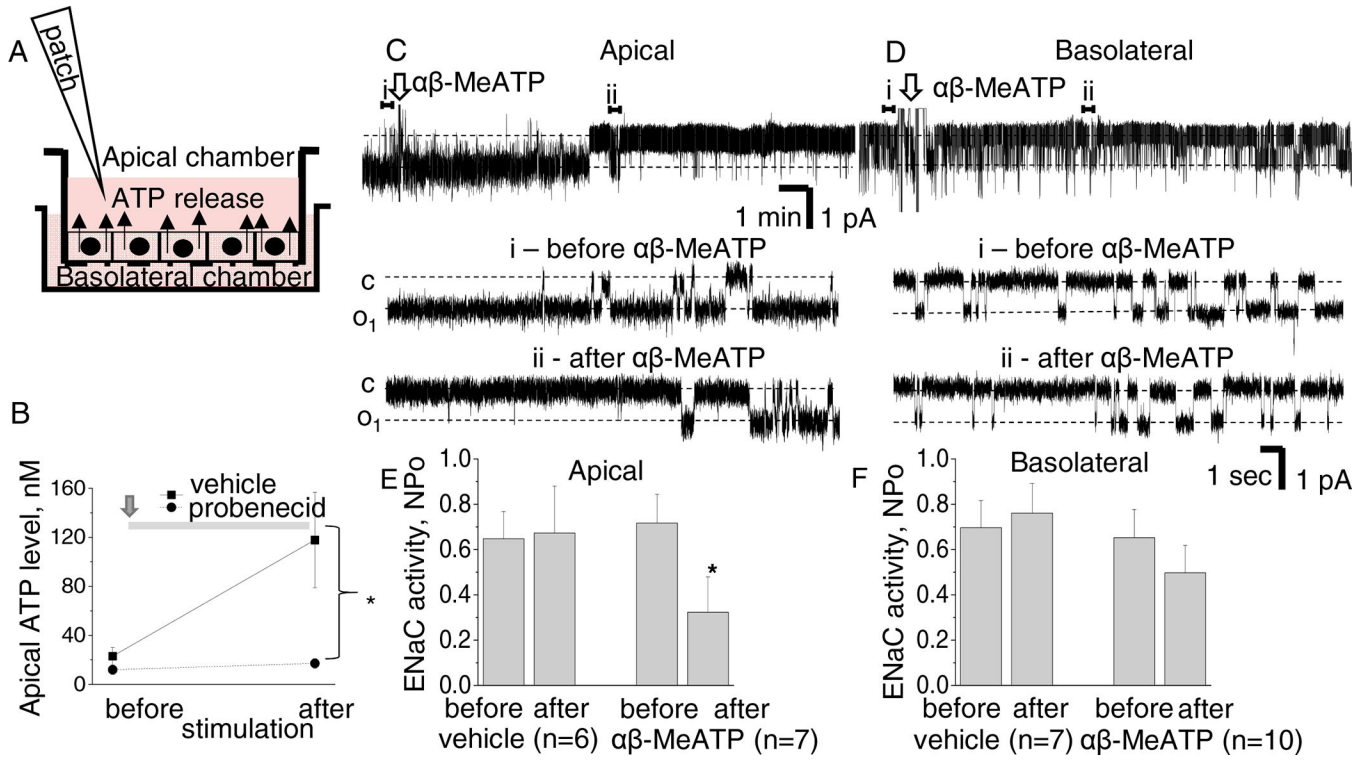 A
patch
Apical chamber
ATP release
Basolateral chamber
B
Apical ATP level, nM
160
120
80
40
0
vehicle
probenecid
*
before
after
stimulation
C
Apical
i
αβ-MeATP
ii
1 min
1 pA
i – before αβ-MeATP
c
o1
ii - after αβ-MeATP
c
o1
D
Basolateral
i
αβ-MeATP
ii
i – before αβ-MeATP
ii - after αβ-MeATP
1 sec
1 pA
E
Apical
ENaC activity, NPo
1.0
0.8
0.6
0.4
0.2
0.0
*
before after before after
vehicle (n=6) αβ-MeATP (n=7)
F
Basolateral
ENaC activity, NPo
1.0
0.8
0.6
0.4
0.2
0.0
before after before after
vehicle (n=7) αβ-MeATP (n=10)